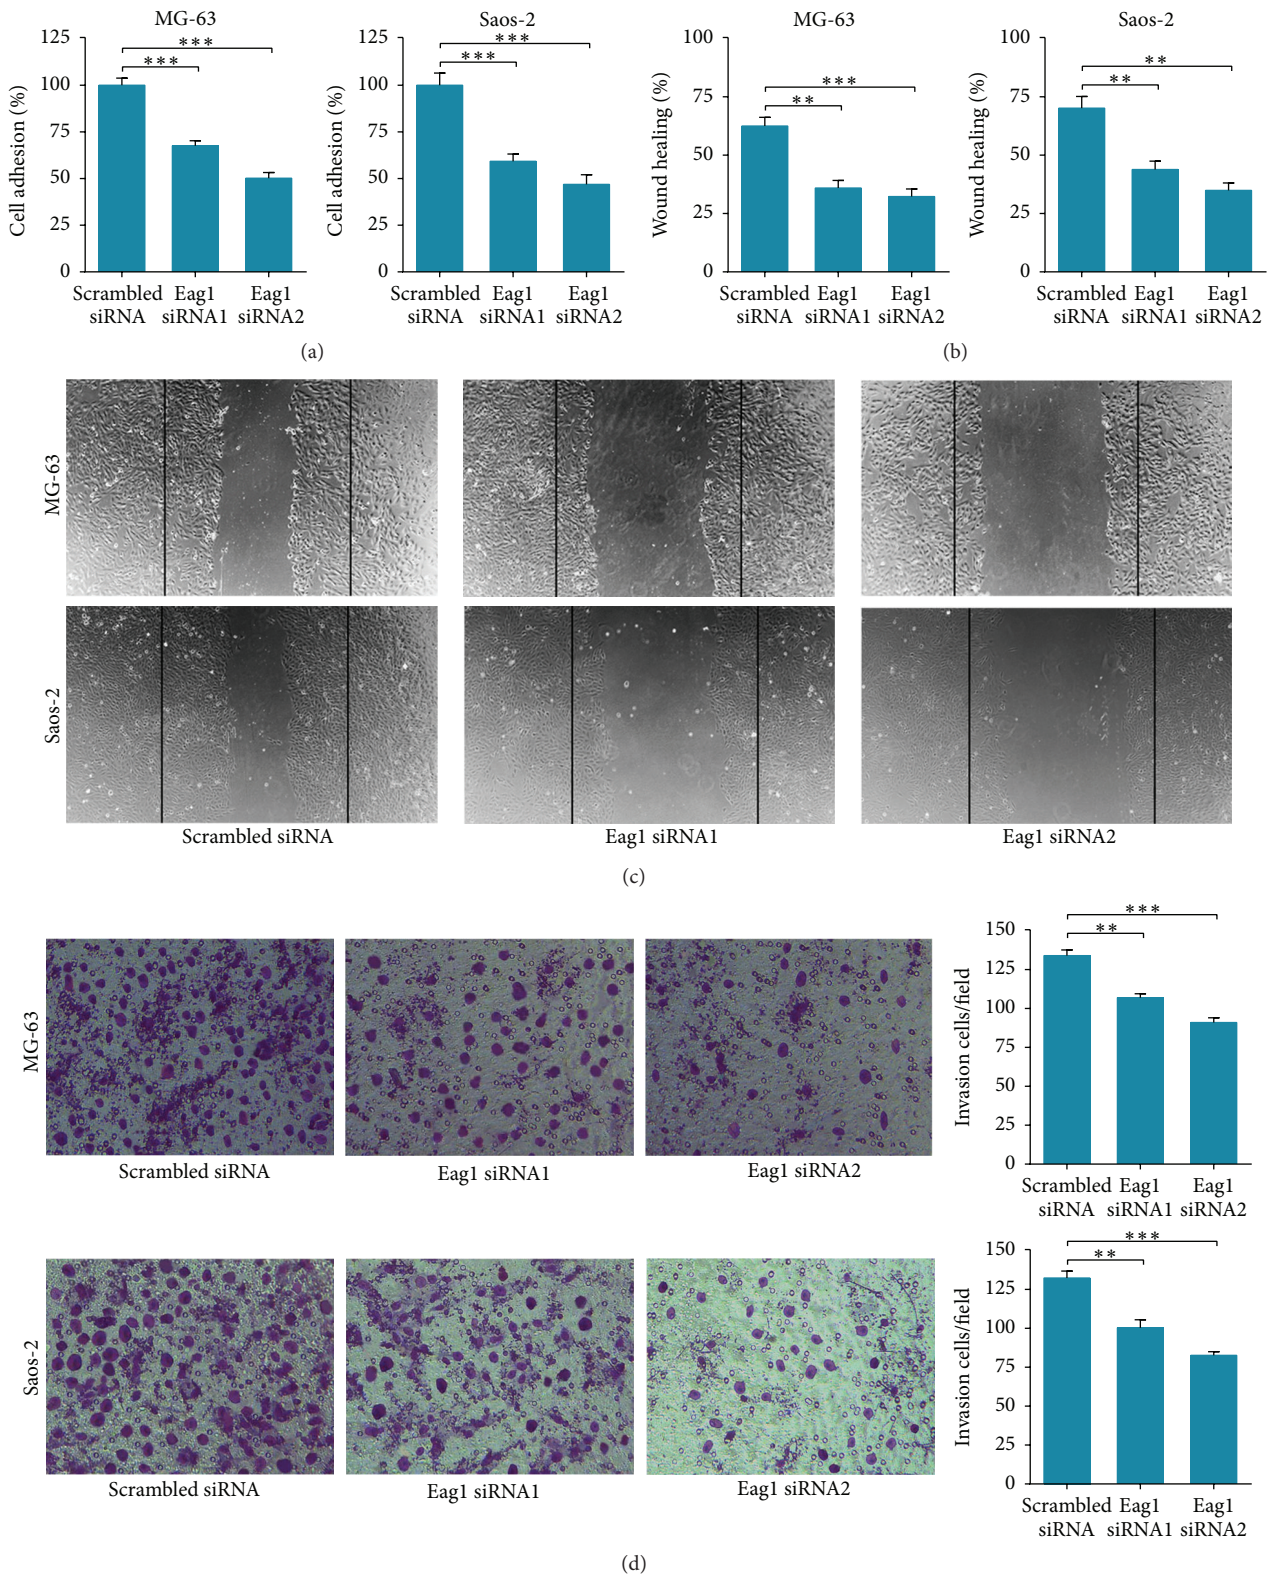 MG-63
Saos-2
MG-63
Saos-2
Cell adhesion (%)
125
100
75
50
25
0
***
***
Scrambled
siRNA
Eag1
siRNA1
Eag1
siRNA2
Cell adhesion (%)
125
100
75
50
25
0
***
***
Scrambled
siRNA
Eag1
siRNA1
Eag1
siRNA2
(a)
Wound healing (%)
100
75
50
25
0
***
**
Scrambled
siRNA
Eag1
siRNA1
Eag1
siRNA2
Wound healing (%)
100
75
50
25
0
**
**
Scrambled
siRNA
Eag1
siRNA1
Eag1
siRNA2
(b)
MG-63
Saos-2
Scrambled siRNA
Eag1 siRNA1
Eag1 siRNA2
(c)
MG-63
Scrambled siRNA
Eag1 siRNA1
Eag1 siRNA2
Invasion cells/field
150
125
100
75
50
25
0
***
**
Scrambled
siRNA
Eag1
siRNA1
Eag1
siRNA2
Saos-2
Scrambled siRNA
Eag1 siRNA1
Eag1 siRNA2
Invasion cells/field
150
125
100
75
50
25
0
***
**
Scrambled
siRNA
Eag1
siRNA1
Eag1
siRNA2
(d)